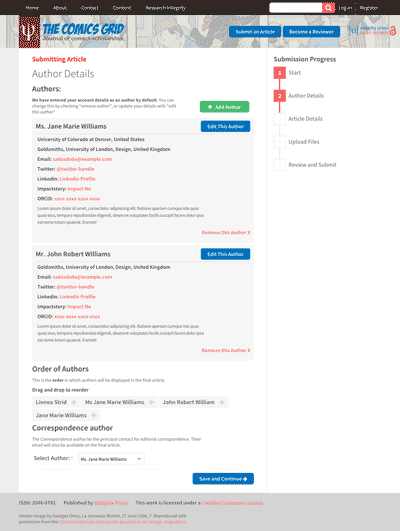 Home About Contact Content Research Integrity Log in Register
THE COMICS GRID
Journal of comics scholarship
Submit an Article Become a Reviewer
Submitting Article
Author Details
Authors:
We have entered your account details as an author by default. You can
change this by checking "remove author", or update your details with "edit
this author"
Add Author
Ms. Jane Marie Williams Edit This Author
University of Colorado at Denver, United States
Goldsmiths, University of London, Design, United Kingdom
Email: sadasdsda@example.com
Twitter: @twitter-handle
Linkedin: Linkedin Profile
Impactstory: Impact Me
ORCiD: xxxx-xxxx-xxxx-xxxx
Lorem ipsum dolor sit amet, consectetur adipisicing elit. Ratione aperiam cumque iste quas
quasi eius, tempora repudiandae eligendi, deserunt voluptates facilis suscipit facere dolor ipsa
est nemo totam quaerat. Eveniet!
Remove this Author X
Mr. John Robert Williams Edit This Author
Goldsmiths, University of London, Design, United Kingdom
Email: sadasdsda@example.com
Twitter: @twitter-handle
Linkedin: Linkedin Profile
Impactstory: Impact Me
ORCiD: xxxx-xxxx-xxxx-xxxx
Lorem ipsum dolor sit amet, consectetur adipisicing elit. Ratione aperiam cumque iste quas
quasi eius, tempora repudiandae eligendi, deserunt voluptates facilis suscipit facere dolor ipsa
est nemo totam quaerat. Eveniet!
Remove this Author X
Order of Authors
This is the order in which authors will be displayed in the final article.
Drag and drop to reorder
Linnea Strid Ms Jane Marie Williams John Robert William
Jane Marie Williams
Correspondence author
The Correspondence author be the principal contact for editorial correspondence. Their
email will also be available on the final article.
Select Author: * Ms. Jane Marie Williams
Save and Continue
Submission Progress
1 Start
2 Author Details
Article Details
Upload Files
Review and Submit
ISSN: 2048-0792 Published by Ubiquity Press This work is licensed under a Creative Commons License
Header image by Georges Omry, La Jeunesse Illustré, 17 June 1906, 7. Reproduced with
permission from the